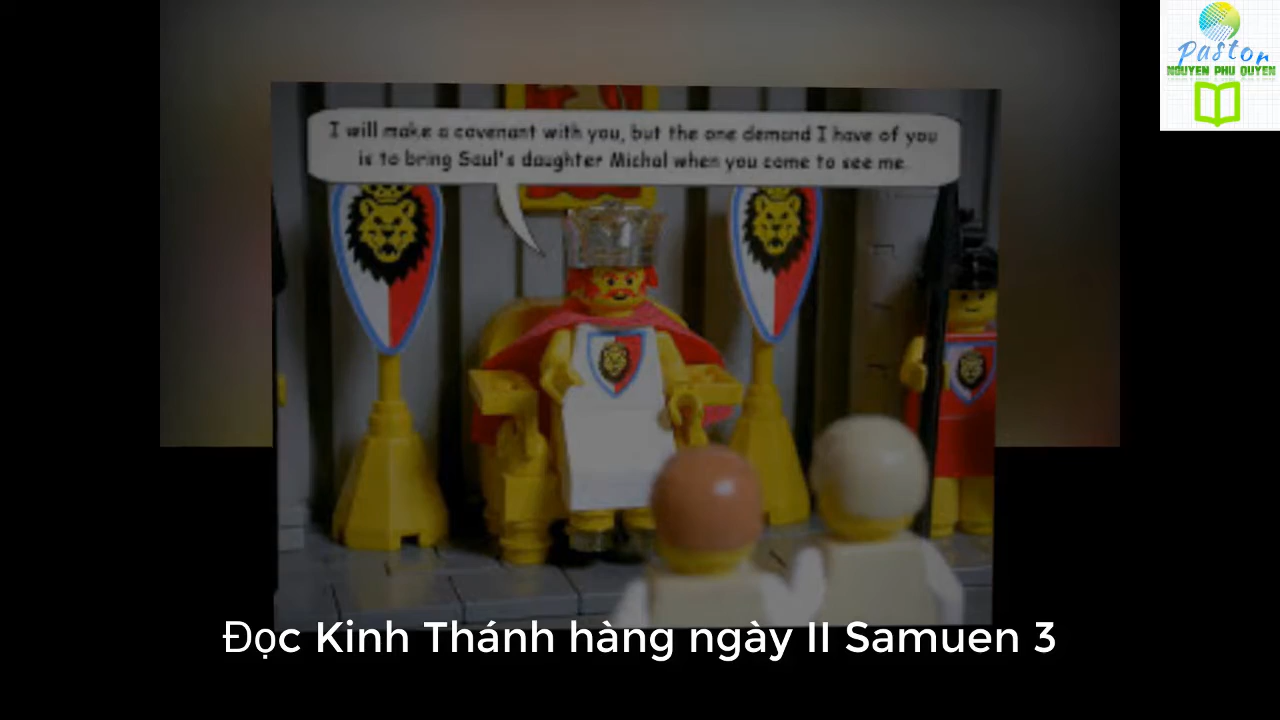 Pastor
NGUYEN PHU QUYEN
I will make a covenant with you, but the one demand I have of you
is to bring Saul's daughter Michal when you come to see me.
Đọc Kinh Thánh hàng ngày II Samuen 3